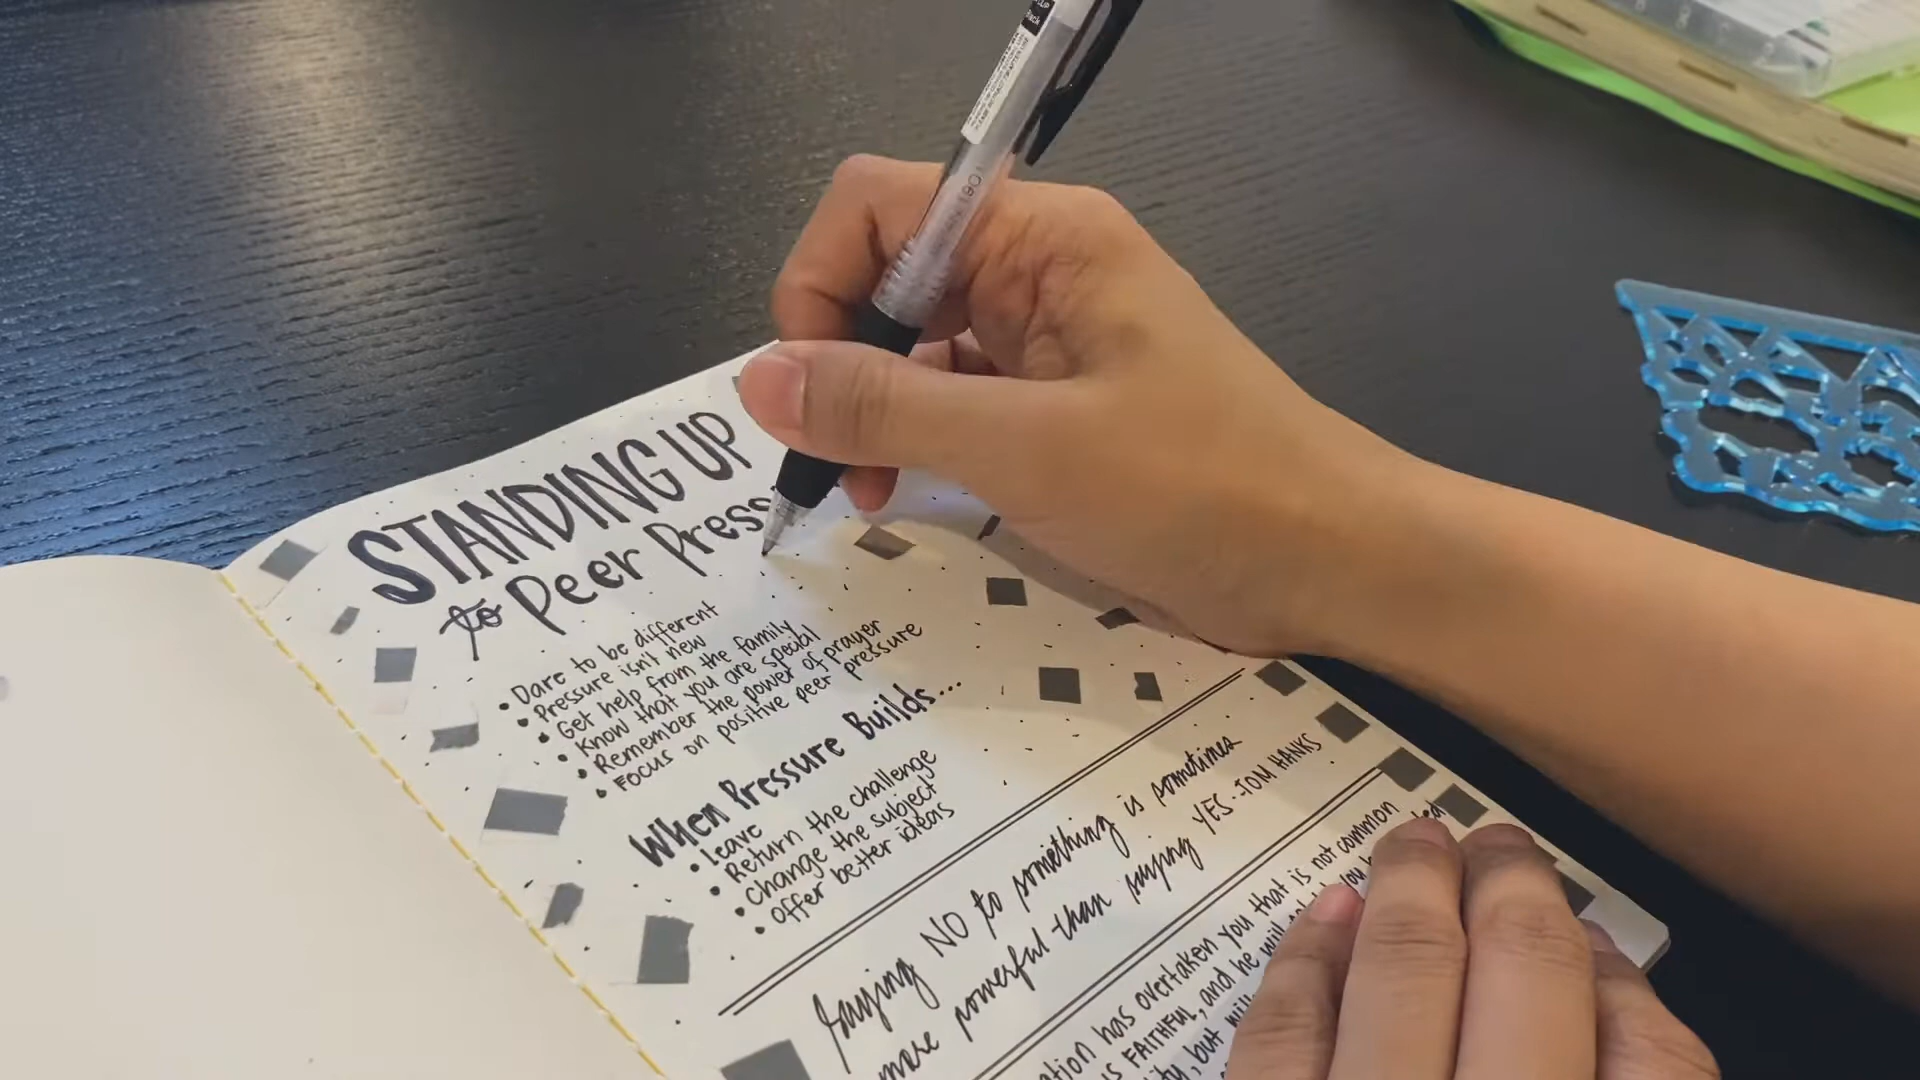 STANDING UP
to Peer Press
• Dare to be different
• Pressure isn't new
• Get help from the family
• Know that you are special
• Remember the power of prayer
• Focus on positive peer pressure
When Pressure Builds...
• Leave
• Return the challenge
• Change the subject
• Offer better ideas
Saying NO to something is sometimes
more powerful than saying YES - TOM HANKS
ation has overtaken you that is not common
is FAITHFUL, and he will
but will